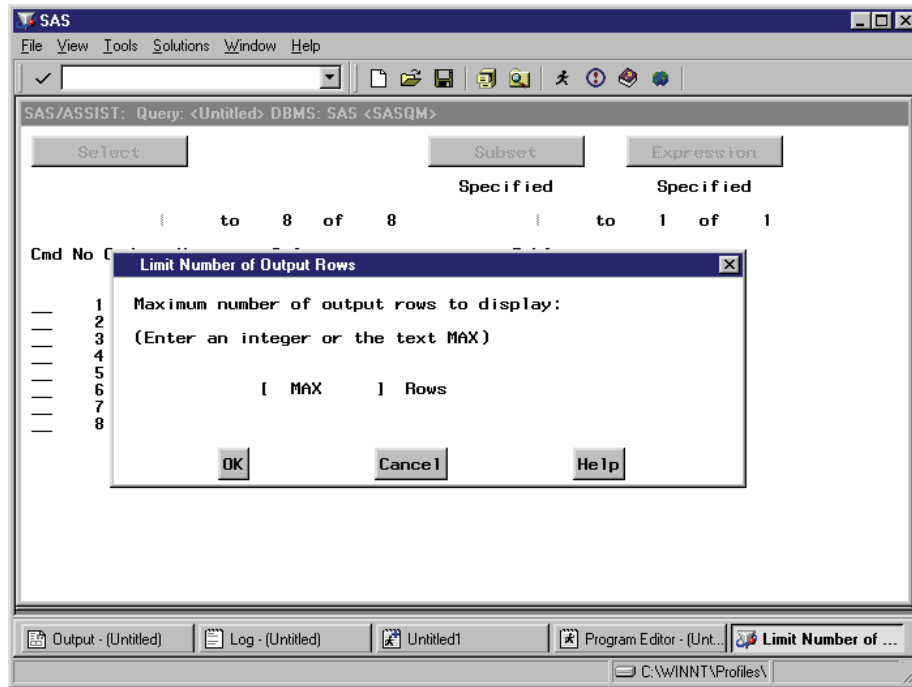 SAS
File View Tools Solutions Window Help
SAS/ASSIST: Query: <Untitled> DBMS: SAS <SASQM>
Select Subset Expression
Specified Specified
to 8 of 8 to 1 of 1
Cmd No
Limit Number of Output Rows
1 Maximum number of output rows to display:
2
3 (Enter an integer or the text MAX)
4
5
6 [ MAX ] Rows
7
8
OK Cancel Help
Output - (Untitled) Log - (Untitled) Untitled1 Program Editor - (Unt... Limit Number of ...
C:\WINNT\Profiles\